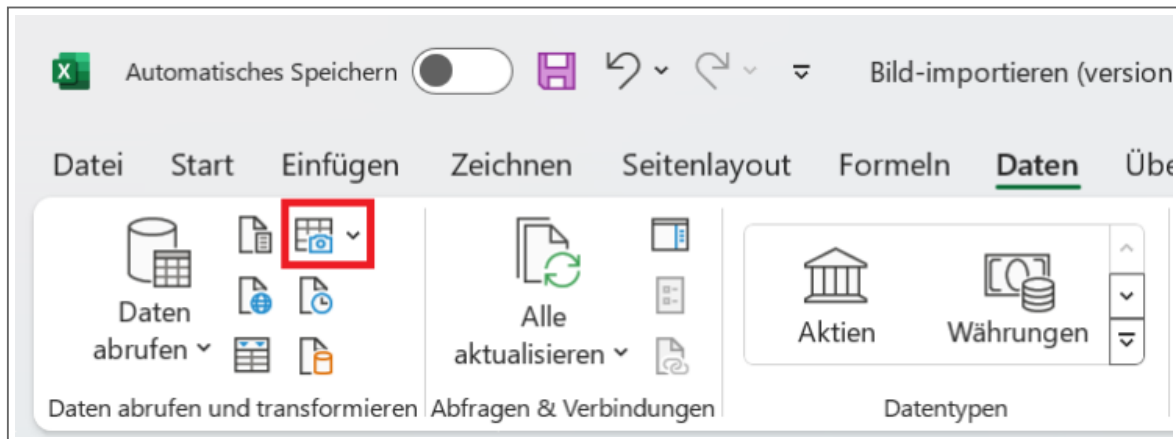 Automatisches Speichern
Bild-importieren (version
Datei Start Einfügen Zeichnen Seitenlayout Formeln Daten Übe
Daten
abrufen
Alle
aktualisieren
Aktien
Währungen
Daten abrufen und transformieren
Abfragen & Verbindungen
Datentypen